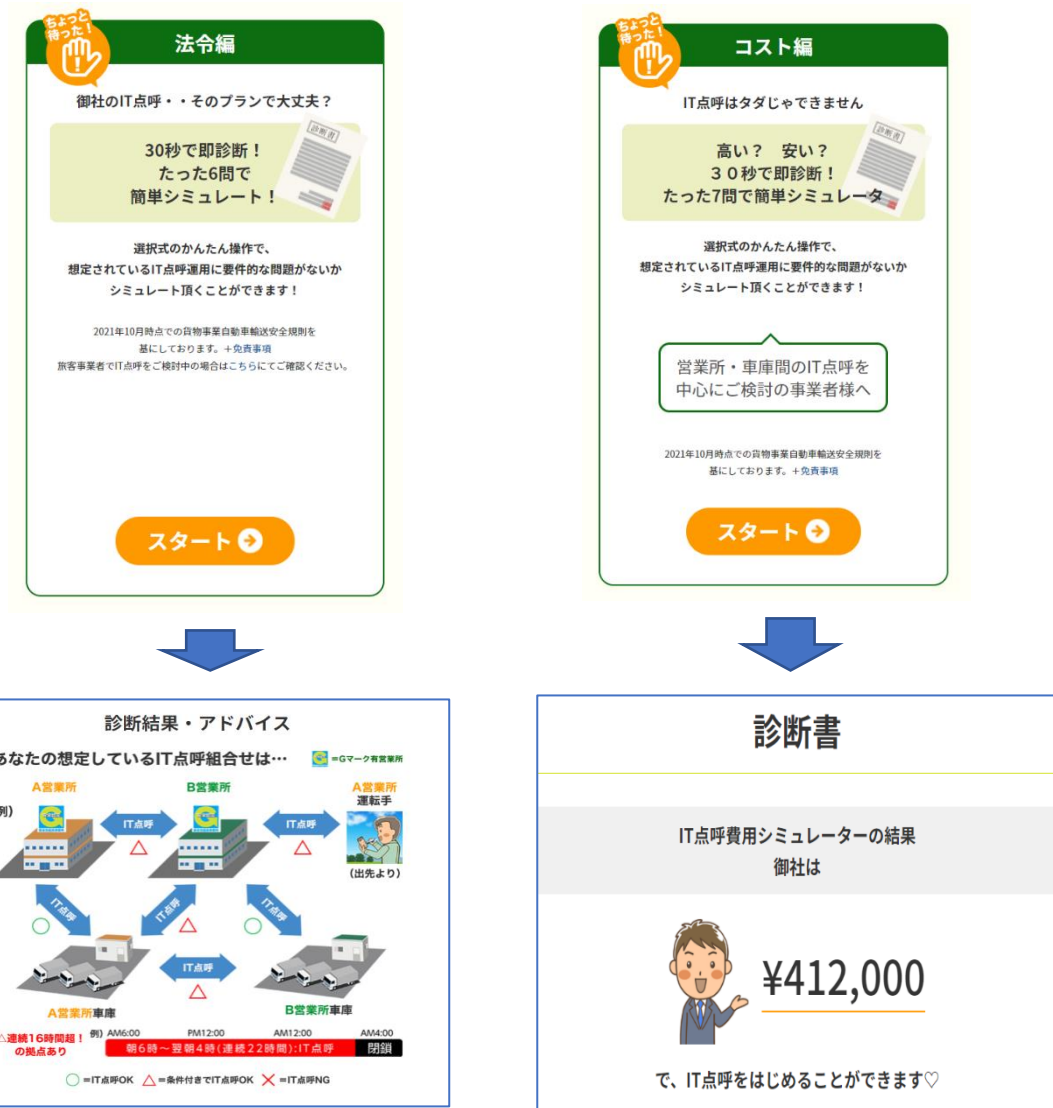 ちょっと
待った!
法令編
御社のIT点呼・・そのプランで大丈夫？
30秒で即診断！
たった6問で
簡単シミュレート！
診断書
選択式のかんたん操作で、
想定されているIT点呼運用に要件的な問題がないか
シミュレート頂くことができます！
2021年10月時点での貨物事業自動車輸送安全規則を
基にしております。＋免責事項
旅客事業者でIT点呼をご検討中の場合はこちらにてご確認ください。
スタート
ちょっと
待った!
コスト編
IT点呼はタダじゃできません
高い？　安い？
３０秒で即診断！
たった7問で簡単シミュレータ
診断書
選択式のかんたん操作で、
想定されているIT点呼運用に要件的な問題がないか
シミュレート頂くことができます！
営業所・車庫間のIT点呼を
中心にご検討の事業者様へ
2021年10月時点での貨物事業自動車輸送安全規則を
基にしております。＋免責事項
スタート
診断結果・アドバイス
あなたの想定しているIT点呼組合せは…
=Gマーク有営業所
例)
A営業所
B営業所
A営業所
運転手
IT点呼
IT点呼
(出先より)
IT点呼
IT点呼
IT点呼
IT点呼
A営業所車庫
B営業所車庫
△連続16時間超！
の拠点あり
例) AM6:00 PM12:00 AM12:00 AM4:00
朝6時～翌朝4時(連続22時間):IT点呼 閉鎖
○=IT点呼OK △=条件付きでIT点呼OK ✕=IT点呼NG
診断書
IT点呼費用シミュレーターの結果
御社は
¥412,000
で、IT点呼をはじめることができます♡